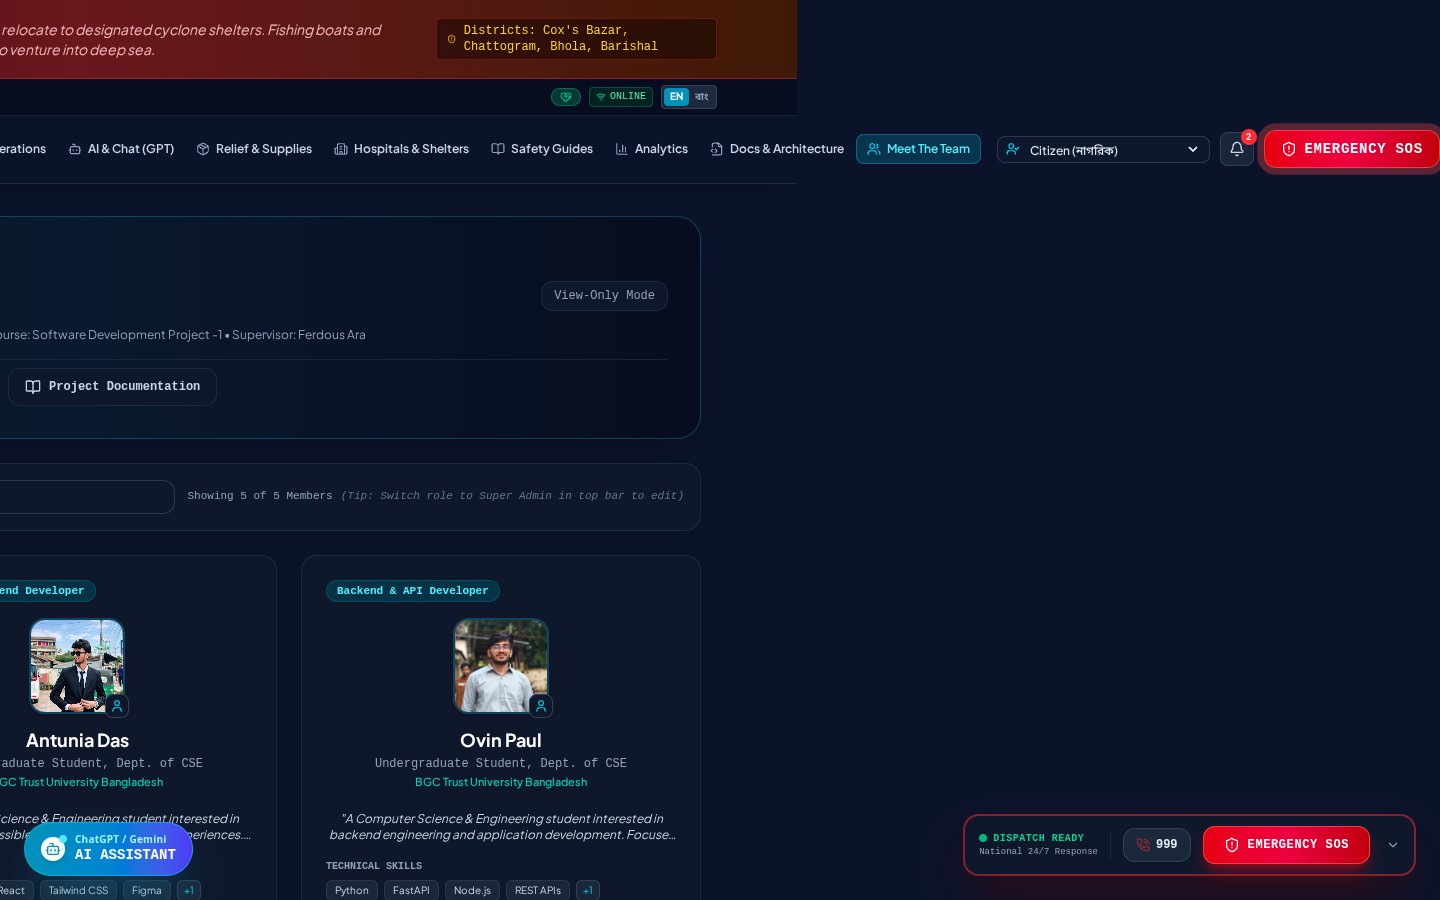 relocate to designated cyclone shelters. Fishing boats and
o venture into deep sea.
Districts: Cox's Bazar,
Chattogram, Bhola, Barishal
ONLINE
EN বাং
erations AI & Chat (GPT) Relief & Supplies Hospitals & Shelters Safety Guides Analytics Docs & Architecture Meet The Team Citizen (নাগরিক) 2 EMERGENCY SOS
View-Only Mode
ourse: Software Development Project -1 • Supervisor: Ferdous Ara
Project Documentation
Showing 5 of 5 Members (Tip: Switch role to Super Admin in top bar to edit)
end Developer
Antunia Das
raduate Student, Dept. of CSE
GC Trust University Bangladesh
cience & Engineering student interested in
ssible periences....
React Tailwind CSS Figma +1
Backend & API Developer
Ovin Paul
Undergraduate Student, Dept. of CSE
BGC Trust University Bangladesh
"A Computer Science & Engineering student interested in
backend engineering and application development. Focuse...
TECHNICAL SKILLS
Python FastAPI Node.js REST APIs +1
ChatGPT / Gemini
AI ASSISTANT
DISPATCH READY
National 24/7 Response
999
EMERGENCY SOS